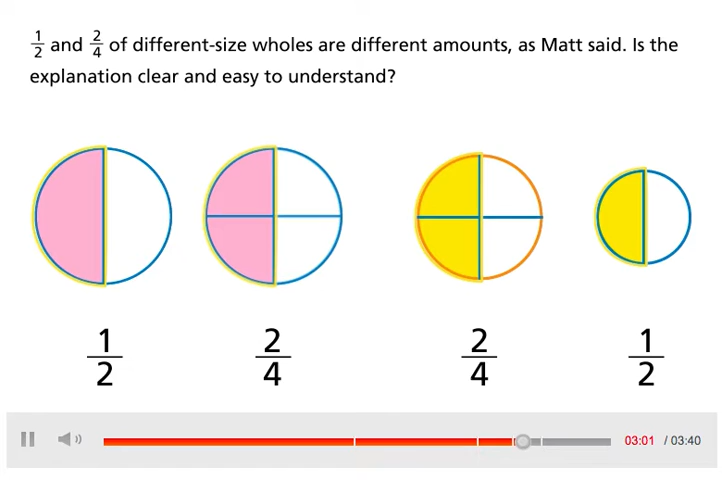 1/2 and 2/4 of different-size wholes are different amounts, as Matt said. Is the
explanation clear and easy to understand?
1/2 2/4 2/4 1/2
03:01 / 03:40